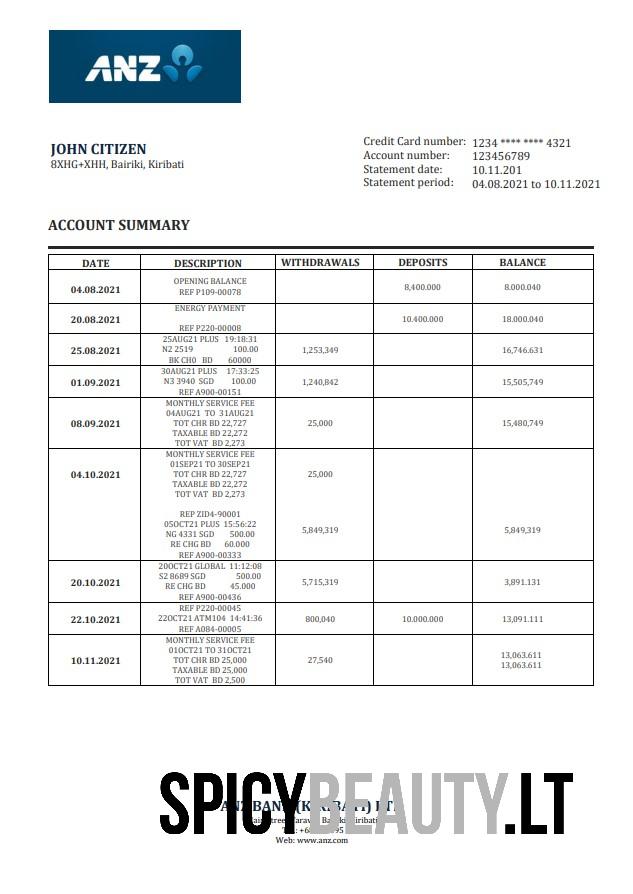 ANZ
JOHN CITIZEN
8XHG+XHH, Bairiki, Kiribati
Credit Card number: 1234 **** **** 4321
Account number: 123456789
Statement date: 10.11.201
Statement period: 04.08.2021 to 10.11.2021
ACCOUNT SUMMARY
DATE DESCRIPTION WITHDRAWALS DEPOSITS BALANCE
OPENING BALANCE
04.08.2021 8,400.000 8.000.040
REF P109-00078
ENERGY PAYMENT
20.08.2021 10.400.000 18.000.040
REF P220-00008
25AUG21 PLUS 19:18:31
25.08.2021 N2 2519 100.00 1,253,349 16,746.631
BK CH0 BD 60000
30AUG21 PLUS 17:33:25
01.09.2021 N3 3940 SGD 100.00 1,240,842 15,505,749
REF A900-00151
MONTHLY SERVICE FEE
04AUG21 TO 31AUG21
08.09.2021 TOT CHR BD 22,727 25,000 15,480,749
TAXABLE BD 22,272
TOT VAT BD 2,273
MONTHLY SERVICE FEE
01SEP21 TO 30SEP21
04.10.2021 TOT CHR BD 22,727 25,000
TAXABLE BD 22,272
TOT VAT BD 2,273
REP ZID4-90001
05OCT21 PLUS 15:56:22
NG 4331 SGD 500.00 5,849,319 5,849,319
RE CHG BD 60.000
REF A900-00333
20OCT21 GLOBAL 11:12:08
S2 8689 SGD 500.00
20.10.2021 5,715,319 3,891.131
RE CHG BD 45.000
REF A900-00436
REF P220-00045
22.10.2021 22OCT21 ATM104 14:41:36 800,040 10.000.000 13,091.111
REF A084-00005
MONTHLY SERVICE FEE
01OCT21 TO 31OCT21 13,063.611
10.11.2021 TOT CHR BD 25,000 27,540 13,063.611
TAXABLE BD 25,000
TOT VAT BD 2,500
SPICYBEAUTY.LT
ANZ BANK (KIRIBATI)
Web: www.anz.com